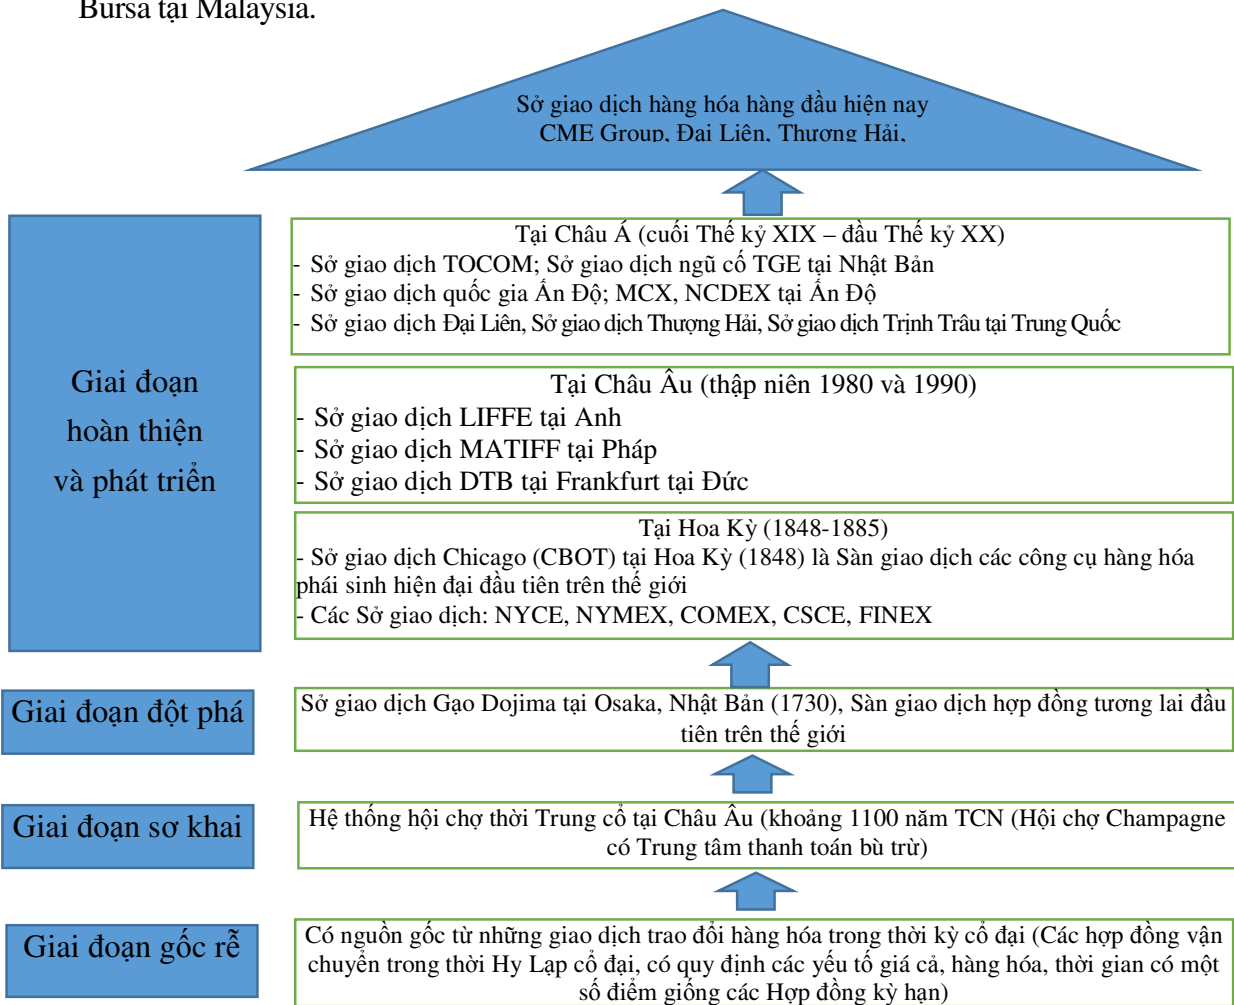 Bursa tại Malaysia.
Sở giao dịch hàng hóa hàng đầu hiện nay
CME Group, Đại Liên, Thượng Hải,
Tại Châu Á (cuối Thế kỷ XIX – đầu Thế kỷ XX)
- Sở giao dịch TOCOM; Sở giao dịch ngũ cố TGE tại Nhật Bản
- Sở giao dịch quốc gia Ấn Độ; MCX, NCDEX tại Ấn Độ
- Sở giao dịch Đại Liên, Sở giao dịch Thượng Hải, Sở giao dịch Trịnh Trâu tại Trung Quốc
Giai đoạn
hoàn thiện
và phát triển
Tại Châu Âu (thập niên 1980 và 1990)
- Sở giao dịch LIFFE tại Anh
- Sở giao dịch MATIFF tại Pháp
- Sở giao dịch DTB tại Frankfurt tại Đức
Tại Hoa Kỳ (1848-1885)
- Sở giao dịch Chicago (CBOT) tại Hoa Kỳ (1848) là Sàn giao dịch các công cụ hàng hóa
phái sinh hiện đại đầu tiên trên thế giới
- Các Sở giao dịch: NYCE, NYMEX, COMEX, CSCE, FINEX
Giai đoạn đột phá
Sở giao dịch Gạo Dojima tại Osaka, Nhật Bản (1730), Sàn giao dịch hợp đồng tương lai đầu
tiên trên thế giới
Giai đoạn sơ khai
Hệ thống hội chợ thời Trung cổ tại Châu Âu (khoảng 1100 năm TCN (Hội chợ Champagne
có Trung tâm thanh toán bù trừ)
Giai đoạn gốc rễ
Có nguồn gốc từ những giao dịch trao đổi hàng hóa trong thời kỳ cổ đại (Các hợp đồng vận
chuyển trong thời Hy Lạp cổ đại, có quy định các yếu tố giá cả, hàng hóa, thời gian có một
số điểm giống các Hợp đồng kỳ hạn)